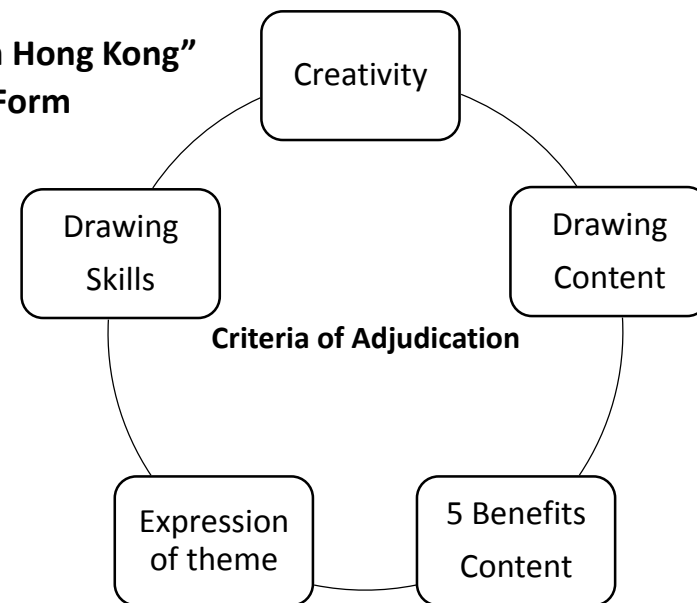 Hong Kong”
Form
Creativity
Drawing
Skills
Drawing
Content
Criteria of Adjudication
Expression
of theme
5 Benefits
Content